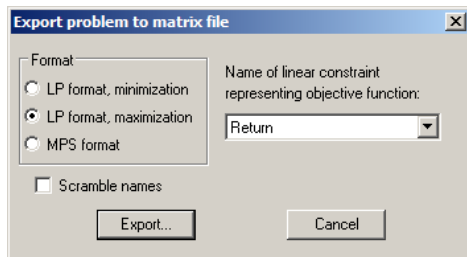 Export problem to matrix file
Format
LP format, minimization
LP format, maximization
MPS format
Name of linear constraint
representing objective function:
Return
Scramble names
Export...
Cancel